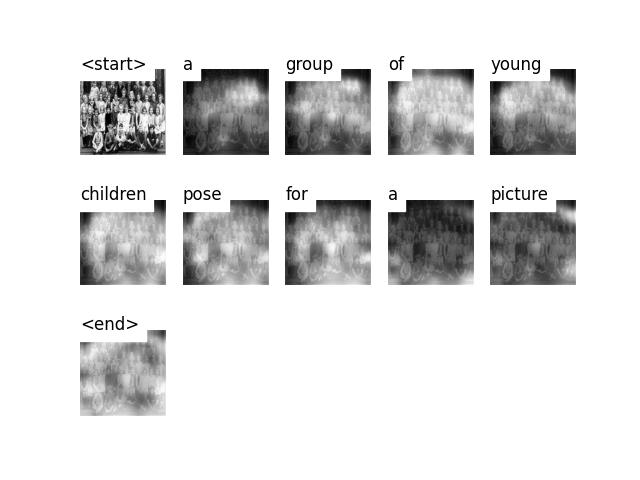 <start> a group of young
children pose for a picture
<end>